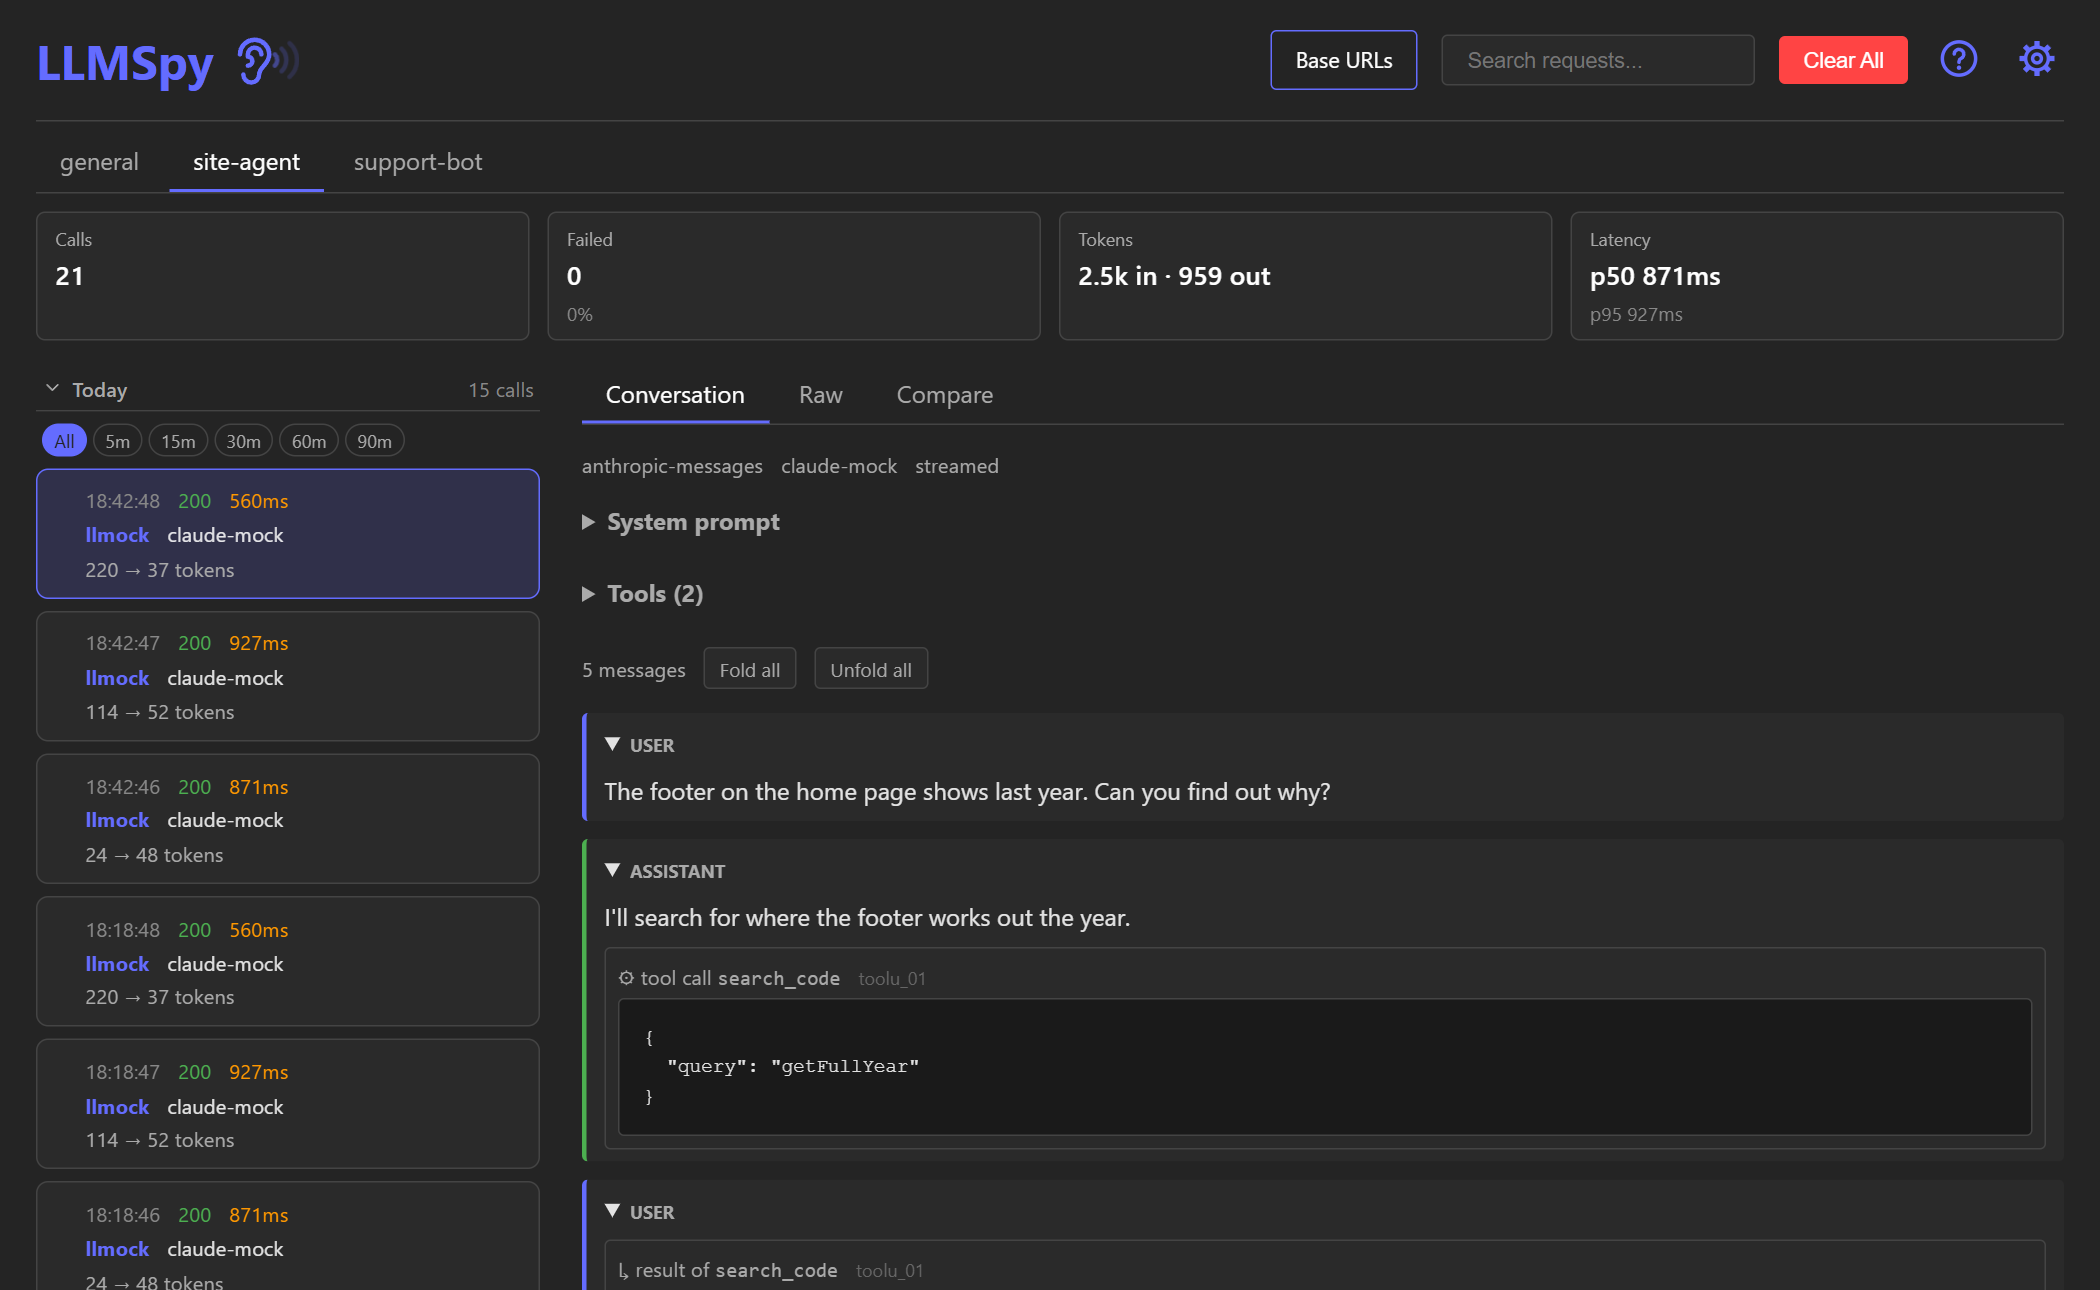 LLMSpy
Base URLs
Search requests...
Clear All
general
site-agent
support-bot
Calls
21
Failed
0
0%
Tokens
2.5k in · 959 out
Latency
p50 871ms
p95 927ms
Today
15 calls
All
5m
15m
30m
60m
90m
18:42:48 200 560ms
llmock claude-mock
220 → 37 tokens
18:42:47 200 927ms
llmock claude-mock
114 → 52 tokens
18:42:46 200 871ms
llmock claude-mock
24 → 48 tokens
18:18:48 200 560ms
llmock claude-mock
220 → 37 tokens
18:18:47 200 927ms
llmock claude-mock
114 → 52 tokens
18:18:46 200 871ms
llmock claude-mock
24 → 48 tokens
Conversation
Raw
Compare
anthropic-messages claude-mock streamed
System prompt
Tools (2)
5 messages
Fold all
Unfold all
USER
The footer on the home page shows last year. Can you find out why?
ASSISTANT
I'll search for where the footer works out the year.
tool call search_code toolu_01
{
"query": "getFullYear"
}
USER
result of search_code toolu_01